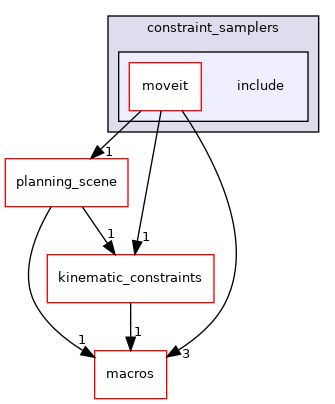 constraint_samplers
moveit
include
1
planning_scene
1
1
kinematic_constraints
1
1
3
macros